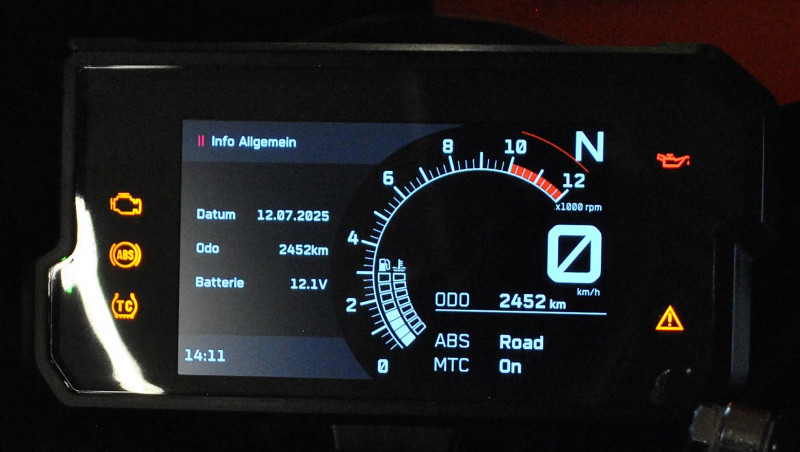 Info Allgemein
Datum 12.07.2025
Odo 2452km
Batterie 12.1V
14:11
0
2
4
6
8
10
12
x1000 rpm
N
0
km/h
ODO 2452 km
ABS Road
MTC On
ABS
TC